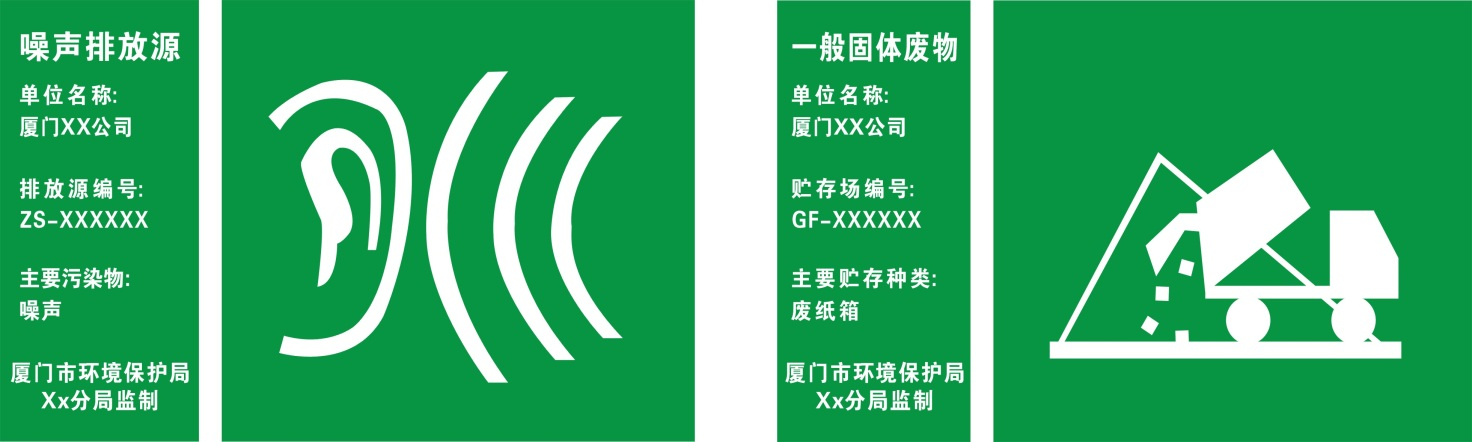 噪声排放源
单位名称:
厦门XX公司
排放源编号:
ZS-XXXXXX
主要污染物:
噪声
厦门市环境保护局
Xx分局监制
一般固体废物
单位名称:
厦门XX公司
贮存场编号:
GF-XXXXXX
主要贮存种类:
废纸箱
厦门市环境保护局
Xx分局监制